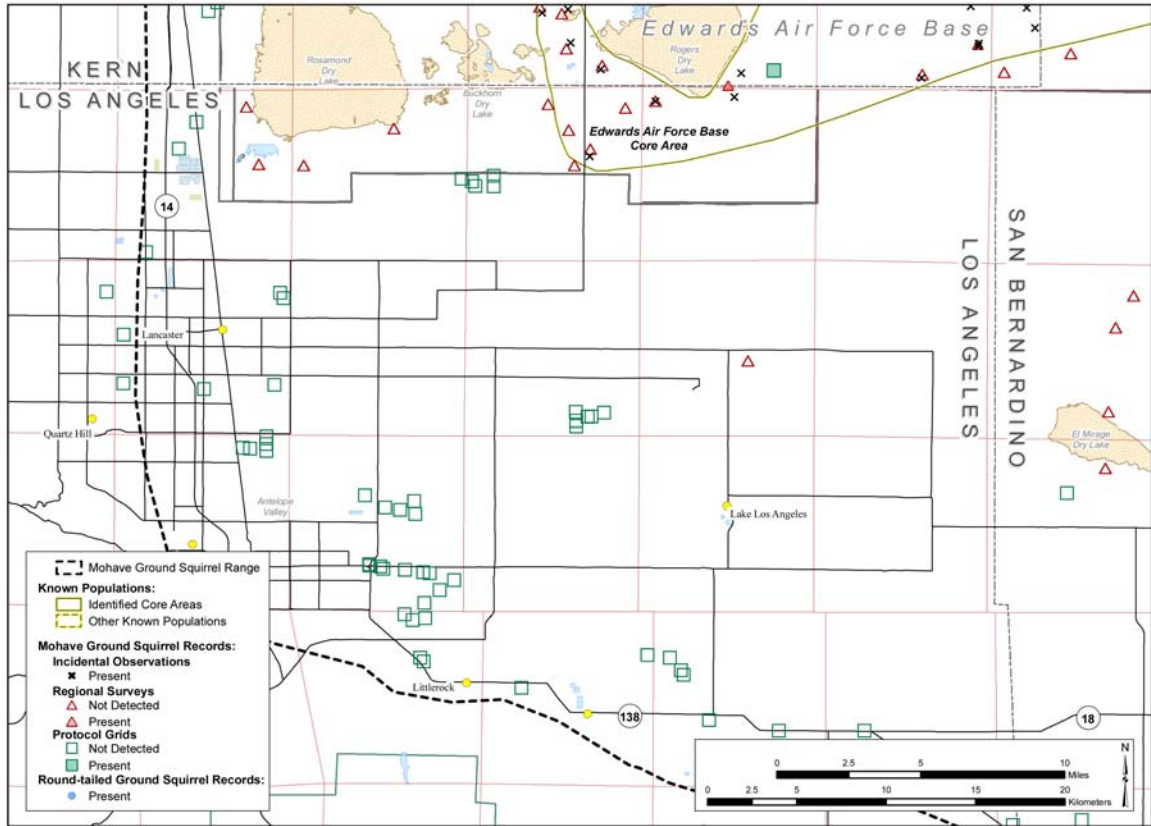 Edwards Air Force Base
Rosamond
Dry
Lake
Rogers
Dry
Lake
KERN
LOS ANGELES
Buckhorn
Dry
Lake
Edwards Air Force Base
Core Area
14
SAN BERNARDINO
LOS ANGELES
Lancaster
Quartz Hill
El Mirage
Dry Lake
Antelope
Valley
Lake Los Angeles
Littlerock
138
18
Mohave Ground Squirrel Range
Known Populations:
Identified Core Areas
Other Known Populations
Mohave Ground Squirrel Records:
Incidental Observations
Present
Regional Surveys
Not Detected
Present
Protocol Grids
Not Detected
Present
Round-tailed Ground Squirrel Records:
Present
N
0 2.5 5 10
Miles
0 2.5 5 10 15 20
Kilometers